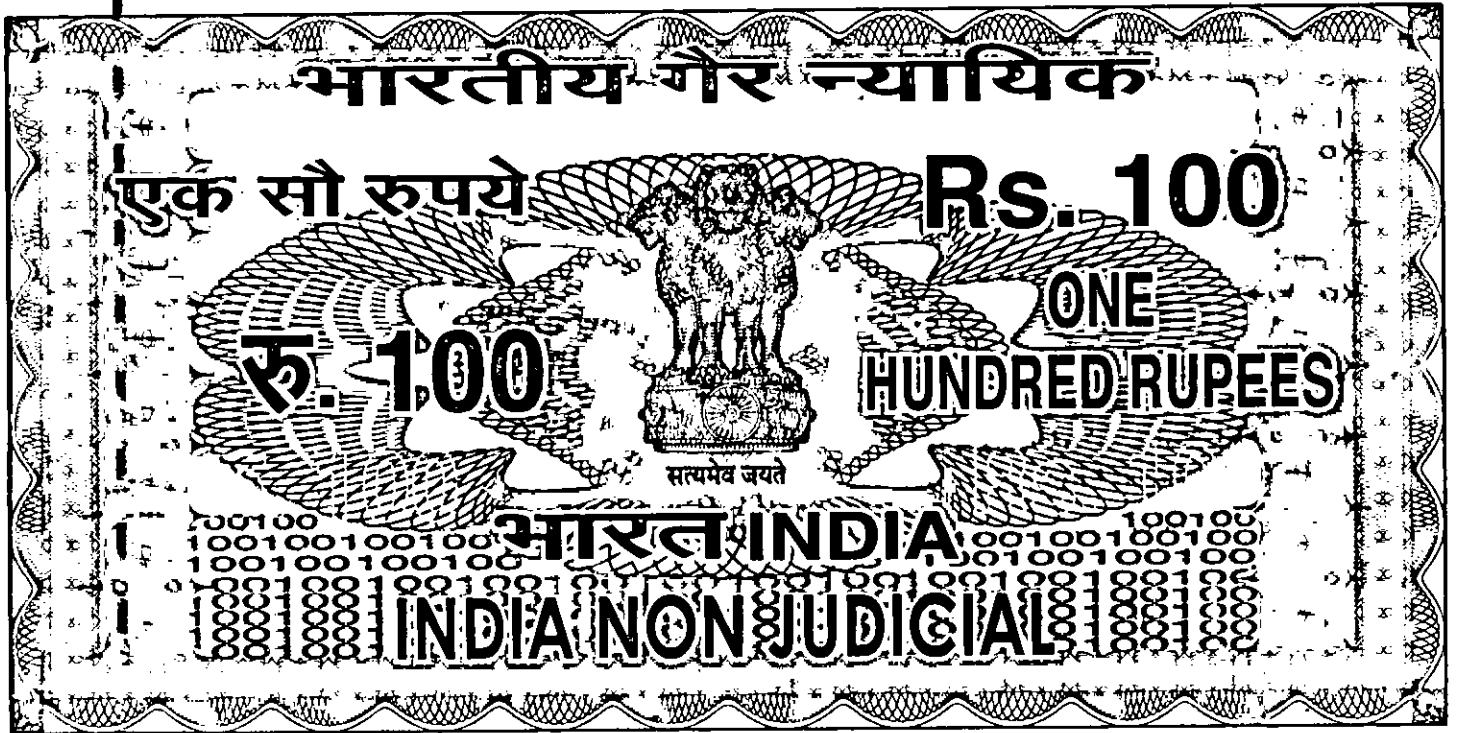 भारतीय गैर न्यायिक
एक सौ रुपये
Rs. 100
रु. 100
ONE
HUNDRED RUPEES
सत्यमेव जयते
भारत INDIA
INDIA NON JUDICIAL